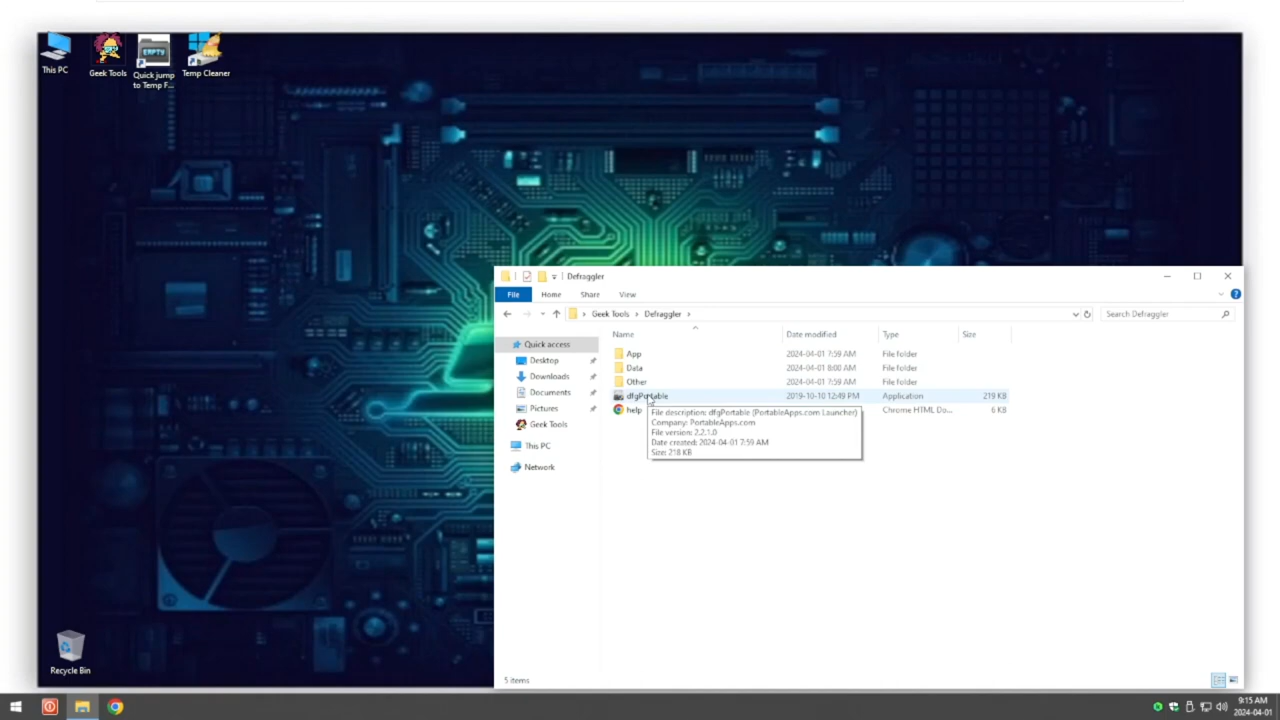 This PC
Geek Tools
Quick jump
to Temp F...
Temp Cleaner
EMPTY
Defraggler
File
Home
Share
View
Geek Tools > Defraggler >
Search Defraggler
Quick access
Desktop
Downloads
Documents
Pictures
Geek Tools
This PC
Network
Name
Date modified
Type
Size
App
2024-04-01 7:59 AM
File folder
Data
2024-04-01 8:00 AM
File folder
Other
2024-04-01 7:59 AM
File folder
dfgPortable
2019-10-10 12:49 PM
Application
219 KB
help
Chrome HTML Do...
6 KB
File description: dfgPortable (PortableApps.com Launcher)
Company: PortableApps.com
File version: 2.2.1.0
Date created: 2024-04-01 7:59 AM
Size: 218 KB
5 items
Recycle Bin
9:15 AM
2024-04-01